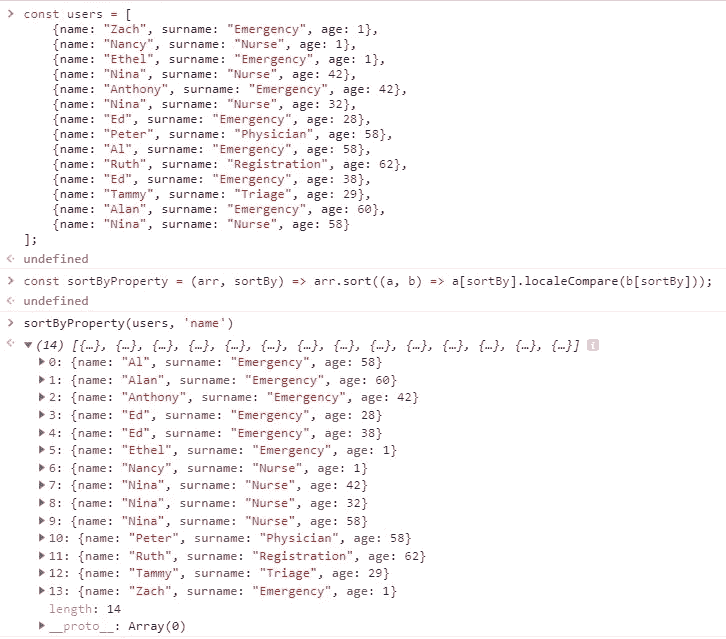 > const users = [
{name: "Zach", surname: "Emergency", age: 1},
{name: "Nancy", surname: "Nurse", age: 1},
{name: "Ethel", surname: "Emergency", age: 1},
{name: "Nina", surname: "Nurse", age: 42},
{name: "Anthony", surname: "Emergency", age: 42},
{name: "Nina", surname: "Nurse", age: 32},
{name: "Ed", surname: "Emergency", age: 28},
{name: "Peter", surname: "Physician", age: 58},
{name: "Al", surname: "Emergency", age: 58},
{name: "Ruth", surname: "Registration", age: 62},
{name: "Ed", surname: "Emergency", age: 38},
{name: "Tammy", surname: "Triage", age: 29},
{name: "Alan", surname: "Emergency", age: 60},
{name: "Nina", surname: "Nurse", age: 58}
];
undefined
> const sortByProperty = (arr, sortBy) => arr.sort((a, b) => a[sortBy].localeCompare(b[sortBy]));
undefined
> sortByProperty(users, 'name')
(14) [{…}, {…}, {…}, {…}, {…}, {…}, {…}, {…}, {…}, {…}, {…}, {…}, {…}, {…}] i
0: {name: "Al", surname: "Emergency", age: 58}
1: {name: "Alan", surname: "Emergency", age: 60}
2: {name: "Anthony", surname: "Emergency", age: 42}
3: {name: "Ed", surname: "Emergency", age: 28}
4: {name: "Ed", surname: "Emergency", age: 38}
5: {name: "Ethel", surname: "Emergency", age: 1}
6: {name: "Nancy", surname: "Nurse", age: 1}
7: {name: "Nina", surname: "Nurse", age: 42}
8: {name: "Nina", surname: "Nurse", age: 32}
9: {name: "Nina", surname: "Nurse", age: 58}
10: {name: "Peter", surname: "Physician", age: 58}
11: {name: "Ruth", surname: "Registration", age: 62}
12: {name: "Tammy", surname: "Triage", age: 29}
13: {name: "Zach", surname: "Emergency", age: 1}
length: 14
__proto__: Array(0)